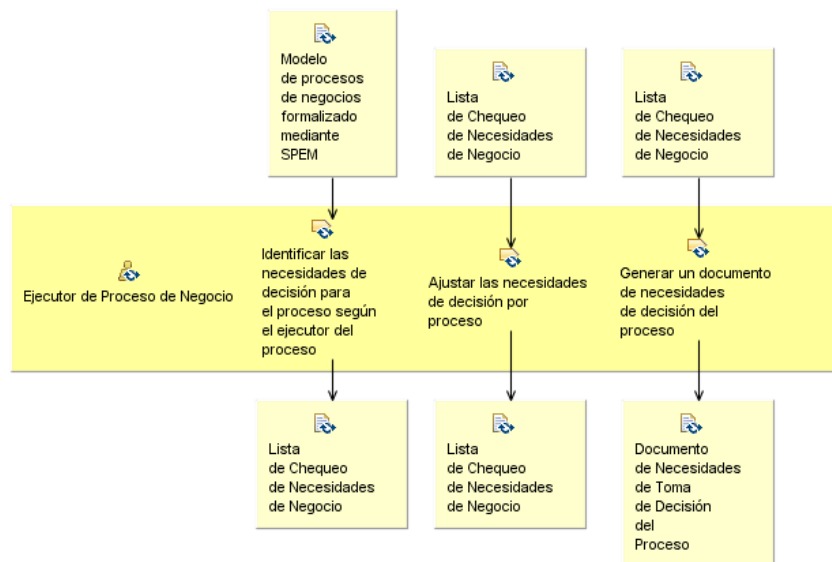 Modelo
de procesos
de negocios
formalizado
mediante
SPEM
Lista
de Chequeo
de Necesidades
de Negocio
Lista
de Chequeo
de Necesidades
de Negocio
Ejecutor de Proceso de Negocio
Identificar las
necesidades de
decisión para
el proceso según
el ejecutor del
proceso
Ajustar las necesidades
de decisión por
proceso
Generar un documento
de necesidades
de decisión del
proceso
Lista
de Chequeo
de Necesidades
de Negocio
Lista
de Chequeo
de Necesidades
de Negocio
Documento
de Necesidades
de Toma
de Decisión
del
Proceso